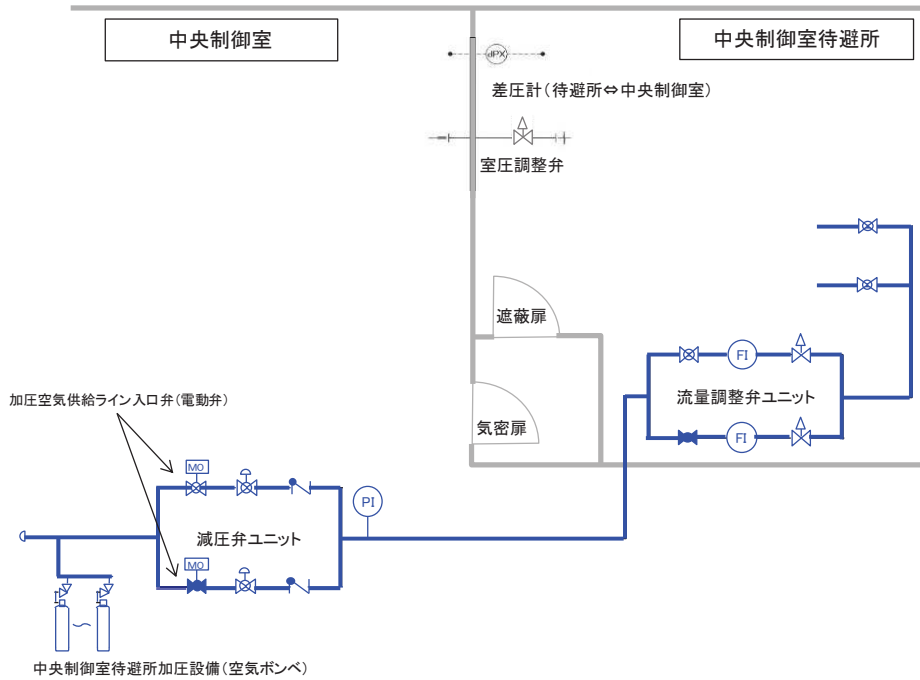 中央制御室
中央制御室待避所
dPX
差圧計(待避所⇔中央制御室)
室圧調整弁
遮蔽扉
FI
流量調整弁ユニット
加圧空気供給ライン入口弁(電動弁)
気密扉
FI
MO
PI
減圧弁ユニット
MO
中央制御室待避所加圧設備(空気ボンベ)